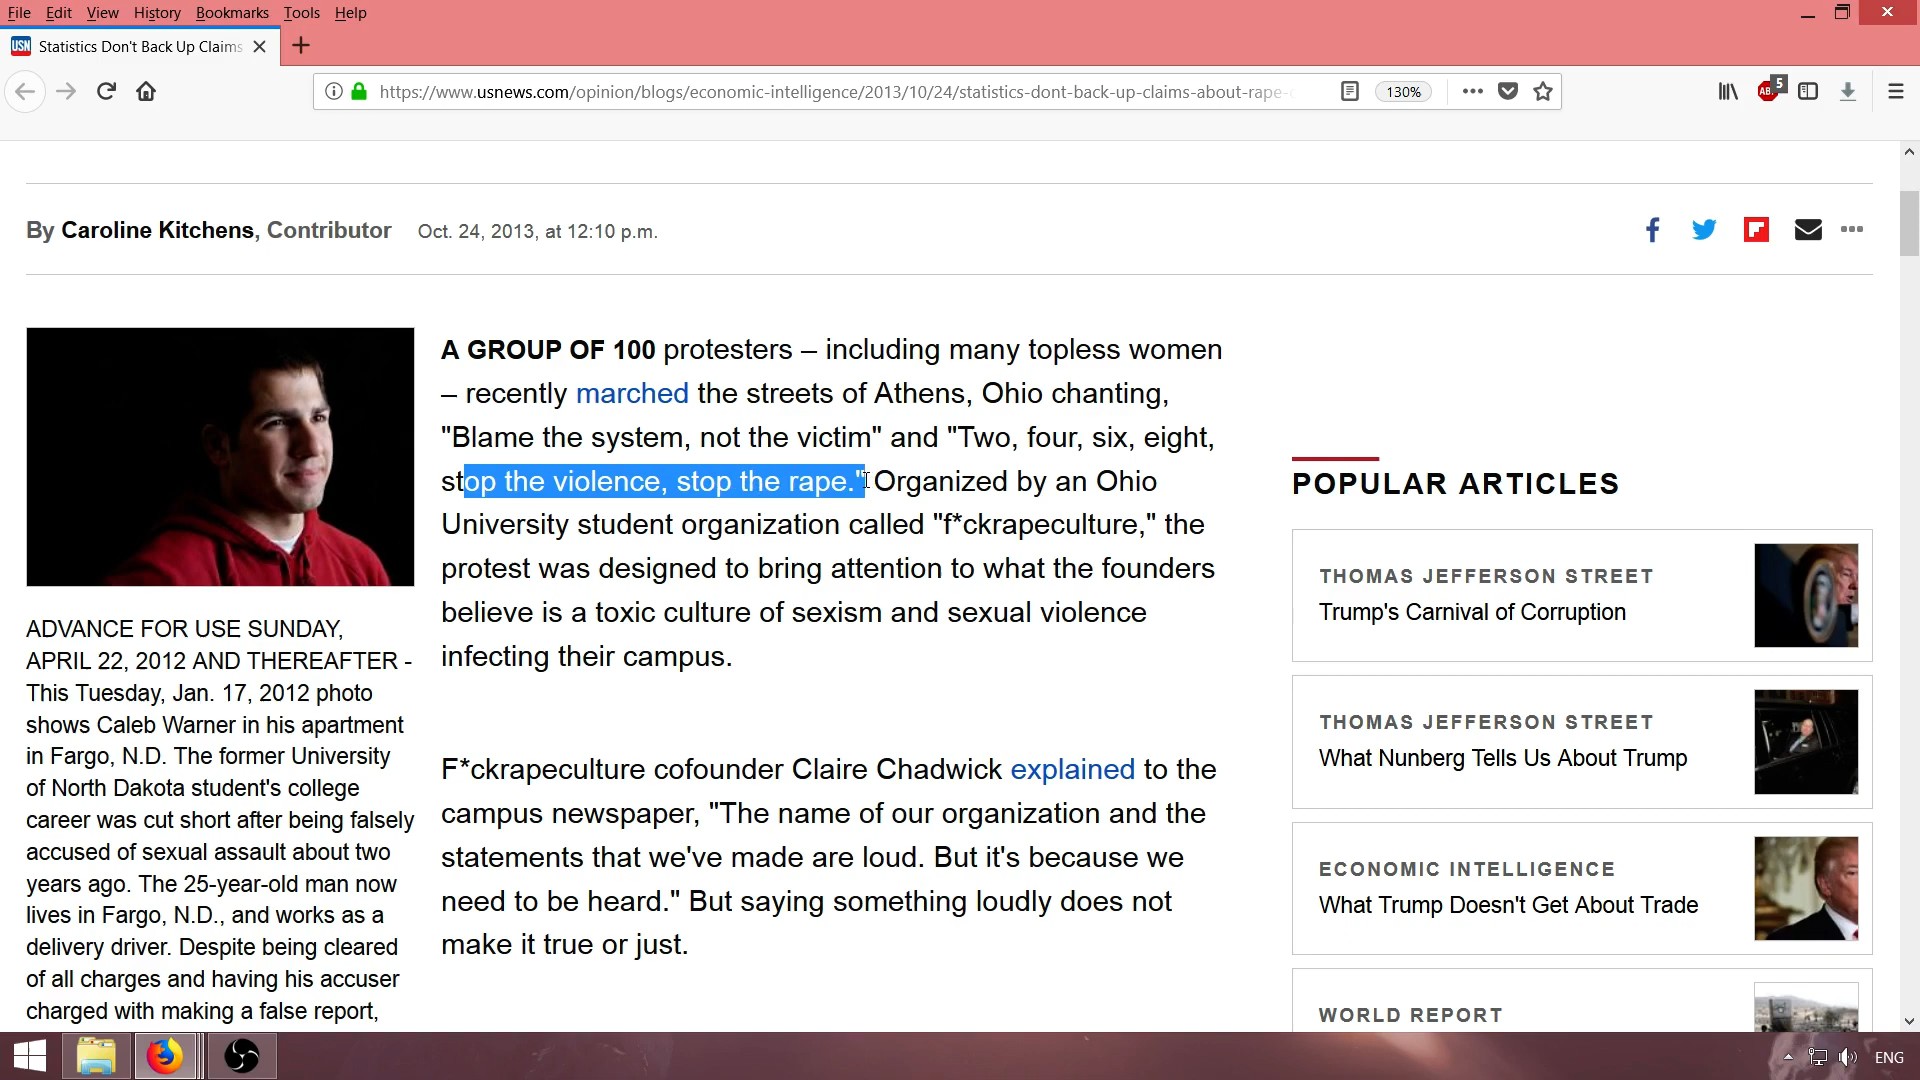 File Edit View History Bookmarks Tools Help
USN Statistics Don't Back Up Claims
https://www.usnews.com/opinion/blogs/economic-intelligence/2013/10/24/statistics-dont-back-up-claims-about-rape-
130%
ABP 5
By Caroline Kitchens, Contributor Oct. 24, 2013, at 12:10 p.m.
A GROUP OF 100 protesters – including many topless women
– recently marched the streets of Athens, Ohio chanting,
"Blame the system, not the victim" and "Two, four, six, eight,
stop the violence, stop the rape." Organized by an Ohio
University student organization called "f*ckrapeculture," the
protest was designed to bring attention to what the founders
believe is a toxic culture of sexism and sexual violence
infecting their campus.
F*ckrapeculture cofounder Claire Chadwick explained to the
campus newspaper, "The name of our organization and the
statements that we've made are loud. But it's because we
need to be heard." But saying something loudly does not
make it true or just.
ADVANCE FOR USE SUNDAY,
APRIL 22, 2012 AND THEREAFTER -
This Tuesday, Jan. 17, 2012 photo
shows Caleb Warner in his apartment
in Fargo, N.D. The former University
of North Dakota student's college
career was cut short after being falsely
accused of sexual assault about two
years ago. The 25-year-old man now
lives in Fargo, N.D., and works as a
delivery driver. Despite being cleared
of all charges and having his accuser
charged with making a false report,
POPULAR ARTICLES
THOMAS JEFFERSON STREET
Trump's Carnival of Corruption
THOMAS JEFFERSON STREET
What Nunberg Tells Us About Trump
ECONOMIC INTELLIGENCE
What Trump Doesn't Get About Trade
WORLD REPORT
ENG